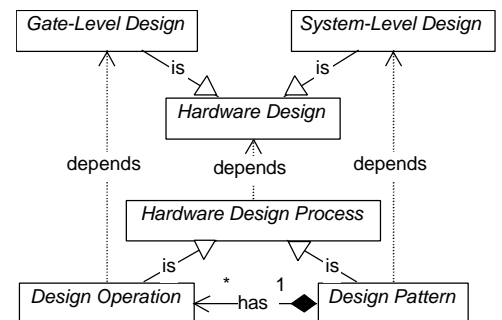 Gate-Level Design
System-Level Design
is
is
Hardware Design
depends
depends
depends
Hardware Design Process
is
is
*
1
has
Design Operation
Design Pattern